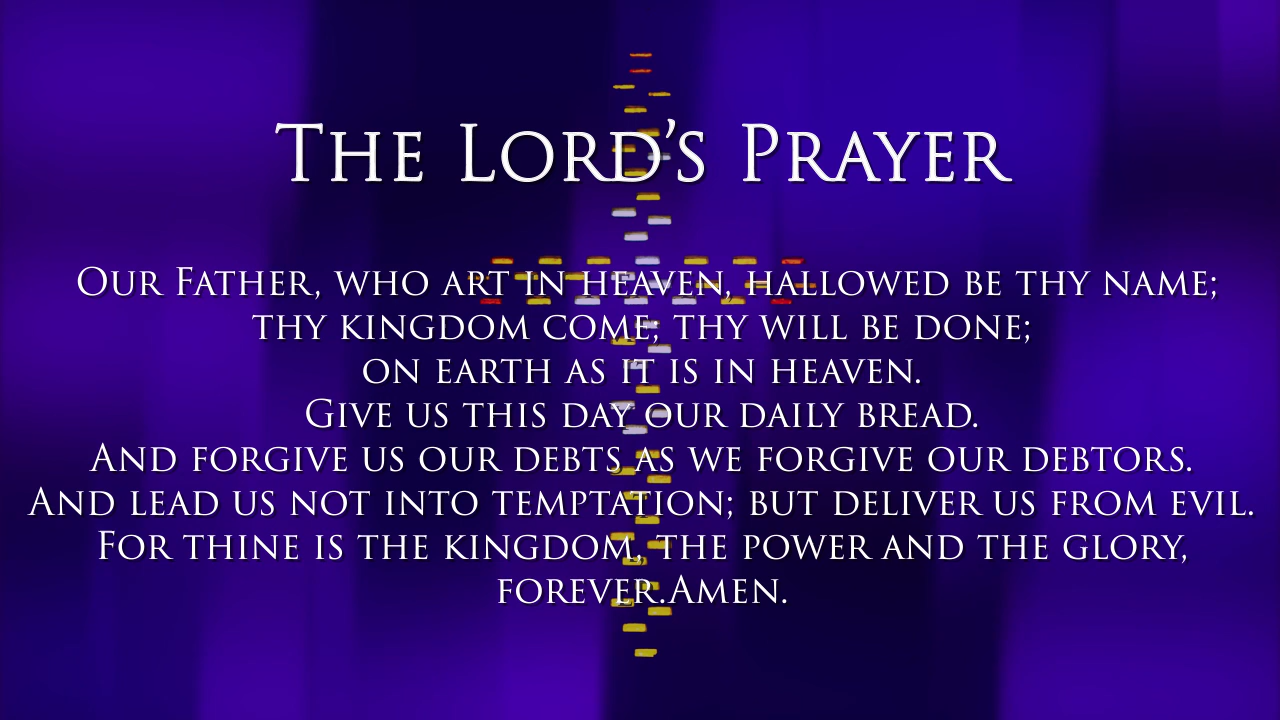 The Lord's Prayer
Our Father, who art in heaven, hallowed be thy name;
thy kingdom come; thy will be done;
on earth as it is in heaven.
Give us this day our daily bread.
And forgive us our debts as we forgive our debtors.
And lead us not into temptation; but deliver us from evil.
For thine is the kingdom, the power and the glory,
forever.Amen.